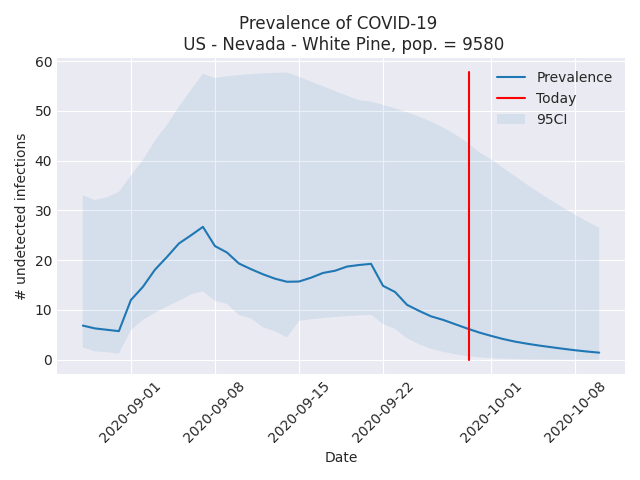 Prevalence of COVID-19
US - Nevada - White Pine, pop. = 9580
# undetected infections
60
50
40
30
20
10
0
Prevalence
Today
95CI
2020-09-01
2020-09-08
2020-09-15
2020-09-22
2020-10-01
2020-10-08
Date